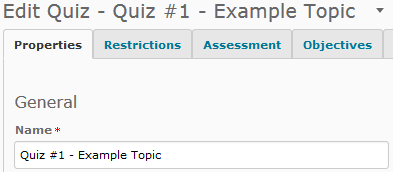 Edit Quiz - Quiz #1 - Example Topic
Properties Restrictions Assessment Objectives
General
Name *
Quiz #1 - Example Topic